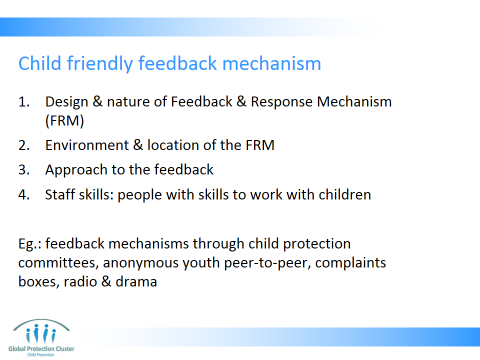 Child friendly feedback mechanism
1. Design & nature of Feedback & Response Mechanism
(FRM)
2. Environment & location of the FRM
3. Approach to the feedback
4. Staff skills: people with skills to work with children
Eg.: feedback mechanisms through child protection
committees, anonymous youth peer-to-peer, complaints
boxes, radio & drama
Global Protection Cluster
Child Protection